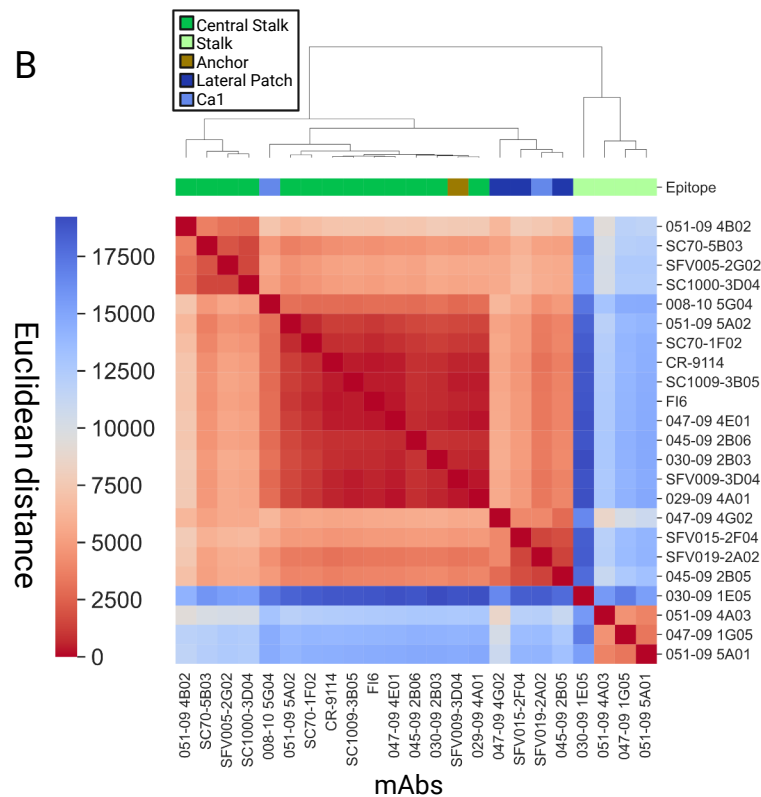 B
Central Stalk
Stalk
Anchor
Lateral Patch
Ca1
Epitope
17500
15000
12500
10000
7500
5000
2500
0
Euclidean distance
051-09 4B02
SC70-5B03
SFV005-2G02
SC1000-3D04
008-10 5G04
051-09 5A02
SC70-1F02
CR-9114
SC1009-3B05
FI6
047-09 4E01
045-09 2B06
030-09 2B03
SFV009-3D04
029-09 4A01
047-09 4G02
SFV015-2F04
SFV019-2A02
045-09 2B05
030-09 1E05
051-09 4A03
047-09 1G05
051-09 5A01
051-09 4B02
SC70-5B03
SFV005-2G02
SC1000-3D04
008-10 5G04
051-09 5A02
SC70-1F02
CR-9114
SC1009-3B05
FI6
047-09 4E01
045-09 2B06
030-09 2B03
SFV009-3D04
029-09 4A01
047-09 4G02
SFV015-2F04
SFV019-2A02
045-09 2B05
030-09 1E05
051-09 4A03
047-09 1G05
051-09 5A01
mAbs